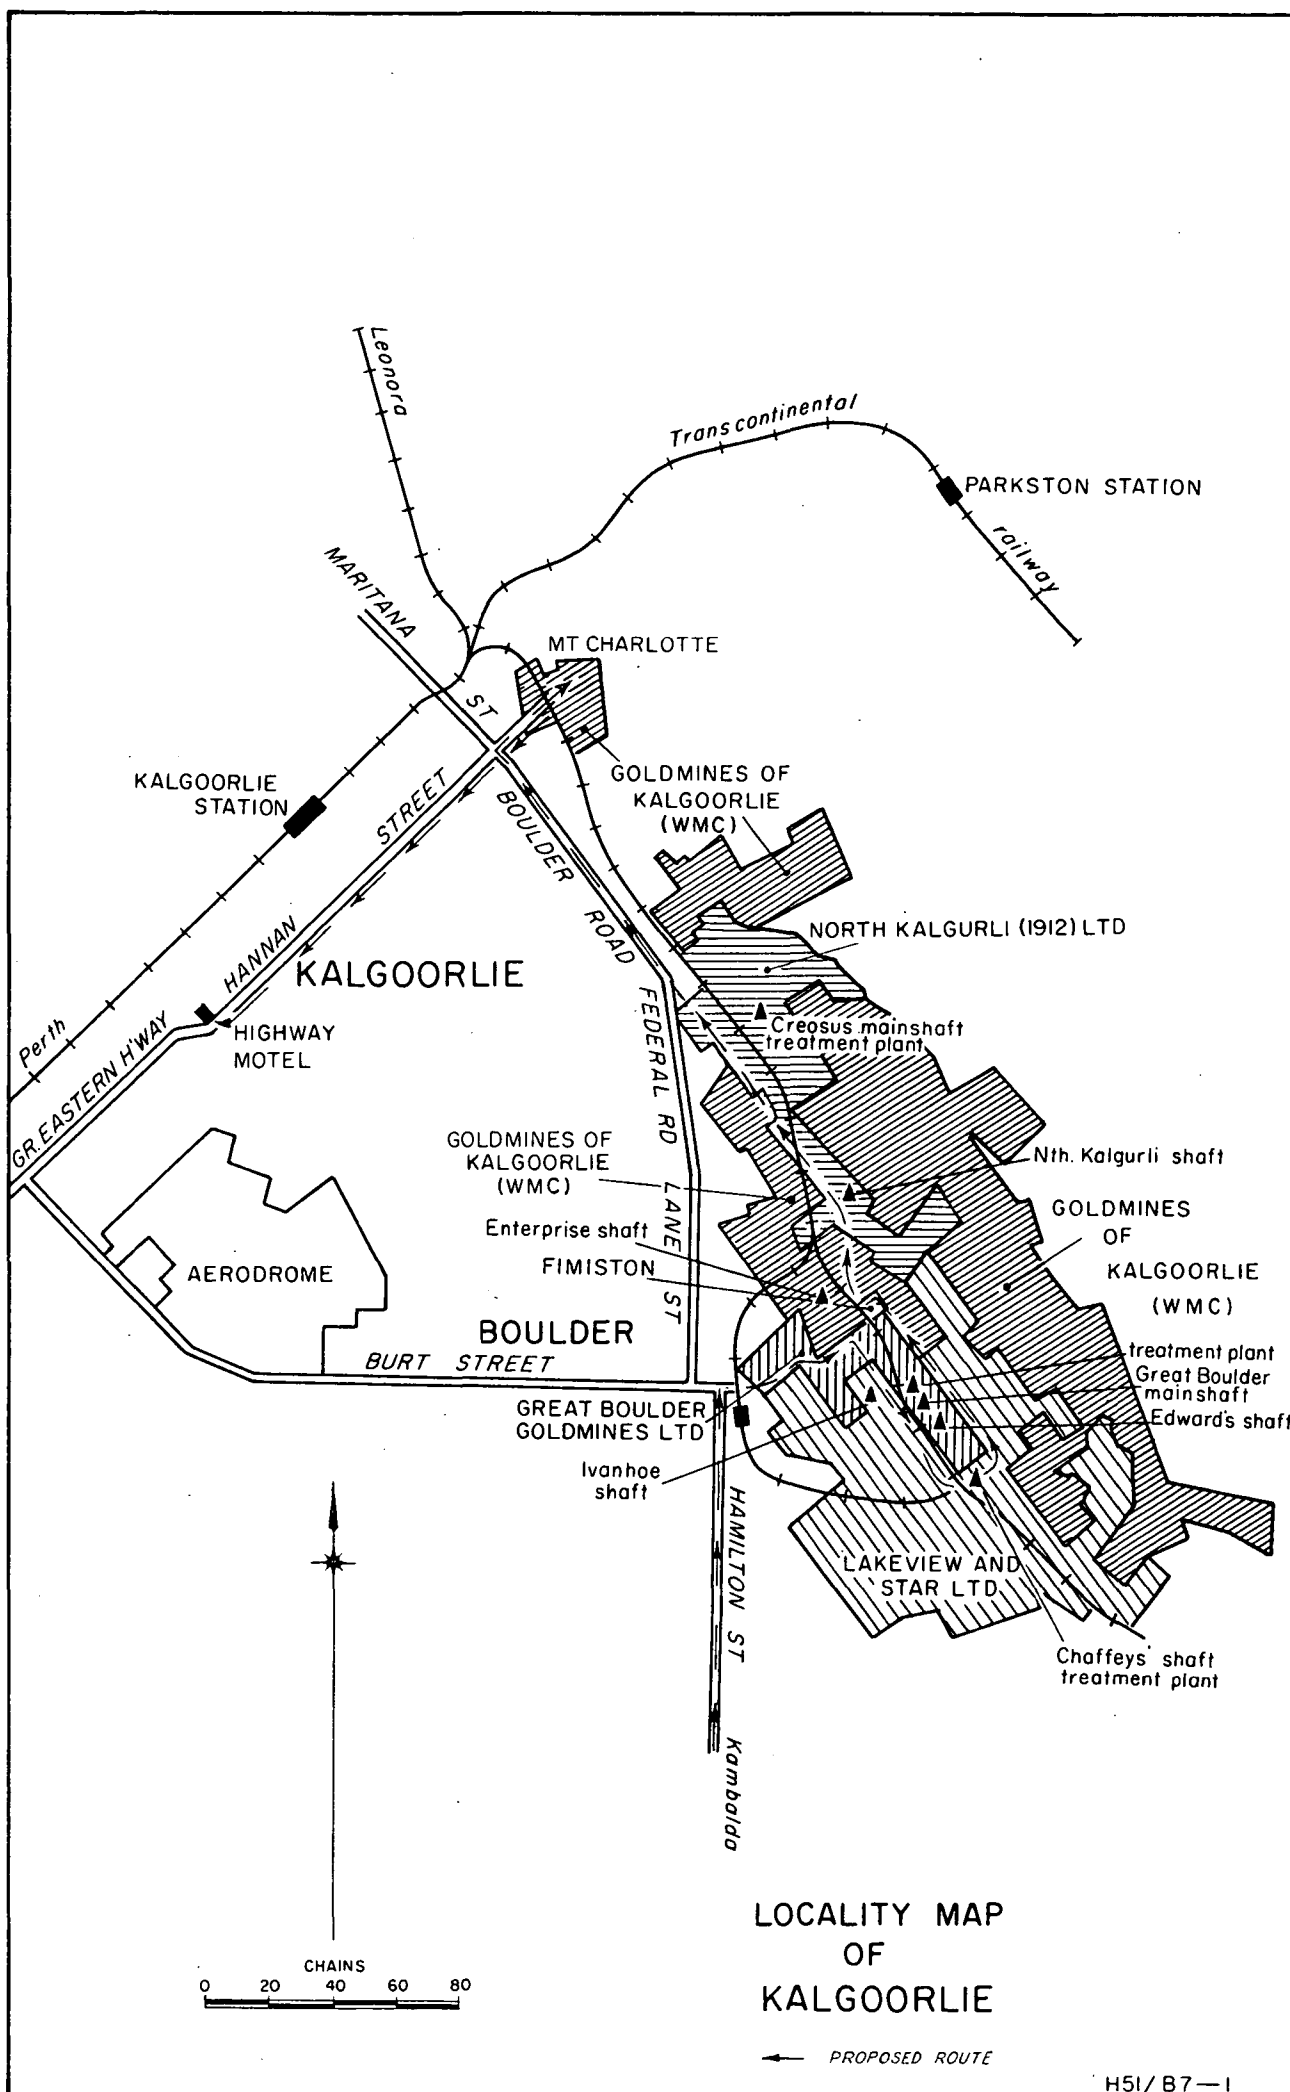 Leonora
Transcontinental
PARKSTON STATION
railway
MARITANA
ST
MT CHARLOTTE
KALGOORLIE
STATION
GOLDMINES OF
KALGOORLIE
(WMC)
HANNAN STREET
BOULDER ROAD
NORTH KALGURLI (1912) LTD
KALGOORLIE
Perth
GR. EASTERN H'WAY
HIGHWAY
MOTEL
FEDERAL RD
LANE ST
Creosus mainshaft
treatment plant
GOLDMINES OF
KALGOORLIE
(WMC)
Nth. Kalgurli shaft
GOLDMINES
OF
KALGOORLIE
(WMC)
Enterprise shaft
FIMISTON
AERODROME
BOULDER
BURT STREET
treatment plant
Great Boulder
mainshaft
Edward's shaft
GREAT BOULDER
GOLDMINES LTD
Ivanhoe
shaft
HAMILTON ST
LAKEVIEW AND
STAR LTD
Chaffeys' shaft
treatment plant
Kambalda
CHAINS
0 20 40 60 80
LOCALITY MAP
OF
KALGOORLIE
PROPOSED ROUTE
H51/B7—1